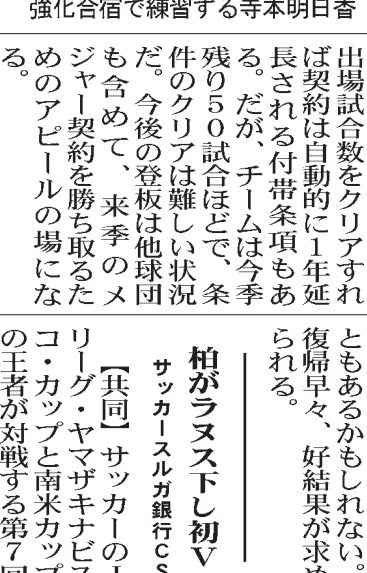 強化合宿で練習する寺本明日香
出場試合数をクリアすれ
ば契約は自動的に1年延
長される付帯条項もあ
る。だが、チームは今季
残り50試合ほどで、条
件のクリアは難しい状況
だ。今後の登板は他球団
も含めて、来季のメ
ジャー契約を勝ち取るた
めのアピールの場にな
る。
ともあるかもしれない。
復帰早々、好結果が求め
られる。
柏がラヌス下し初V
サッカースルガ銀行CS
【共同】サッカーのJ
リーグ・ヤマザキナビス
コ・カップと南米カップ
の王者が対戦する第7回